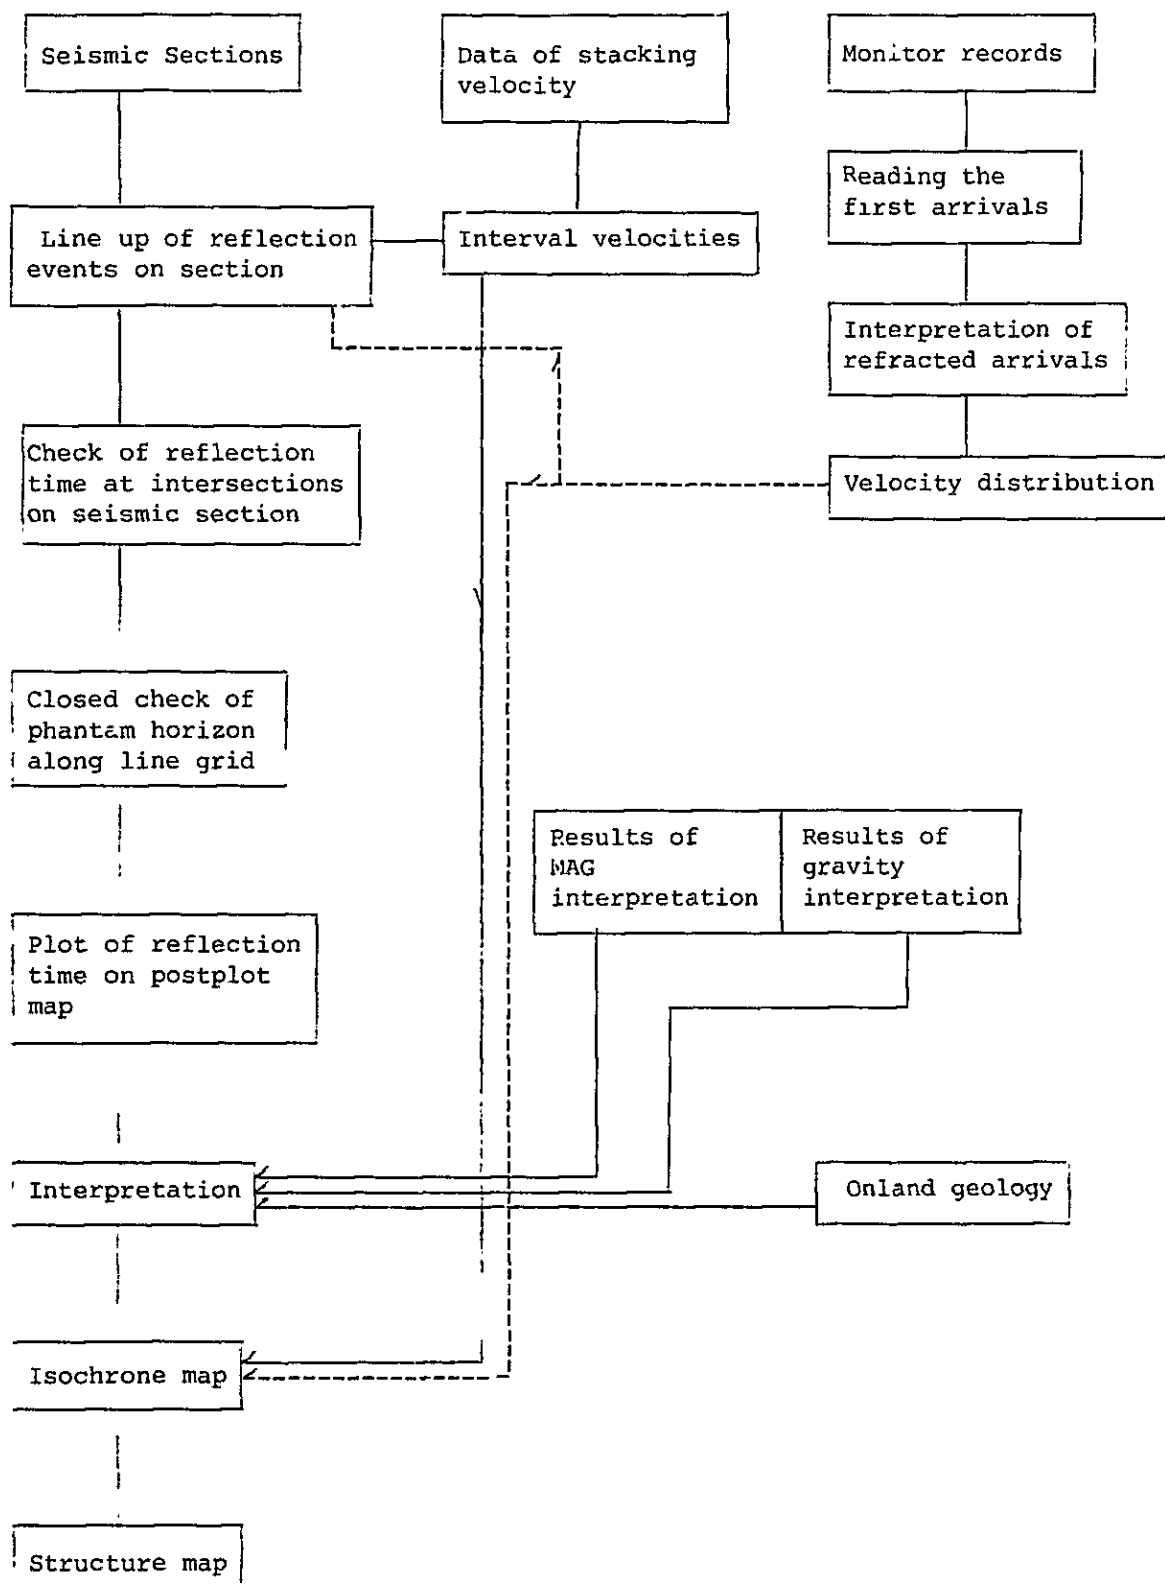 Seismic Sections
Data of stacking
velocity
Monitor records
Reading the
first arrivals
Line up of reflection
events on section
Interval velocities
Interpretation of
refracted arrivals
Check of reflection
time at intersections
on seismic section
Velocity distribution
Closed check of
phantam horizon
along line grid
Results of
MAG
interpretation
Results of
gravity
interpretation
Plot of reflection
time on postplot
map
Interpretation
Onland geology
Isochrone map
Structure map